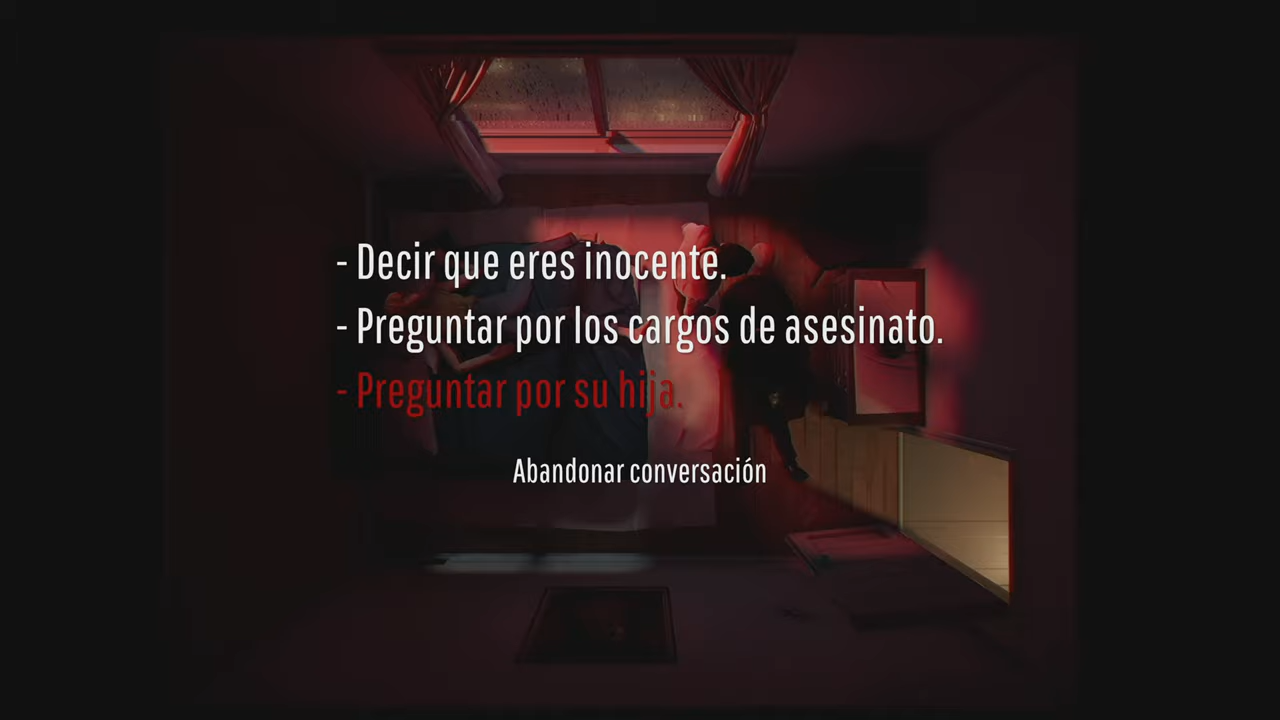 - Decir que eres inocente.
- Preguntar por los cargos de asesinato.
- Preguntar por su hija.
Abandonar conversación